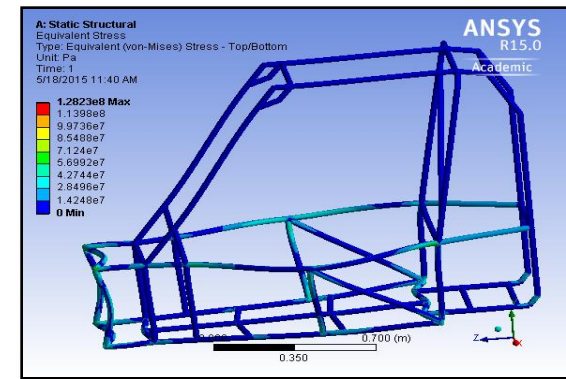 A: Static Structural
Equivalent Stress
Type: Equivalent (von-Mises) Stress - Top/Bottom
Unit: Pa
Time: 1
5/18/2015 11:40 AM
1.2823e8 Max
1.1398e8
9.9736e7
8.5488e7
7.124e7
5.6992e7
4.2744e7
2.8496e7
1.4248e7
0 Min
ANSYS
R15.0
Academic
0.700 (m)
0.350
Z
X